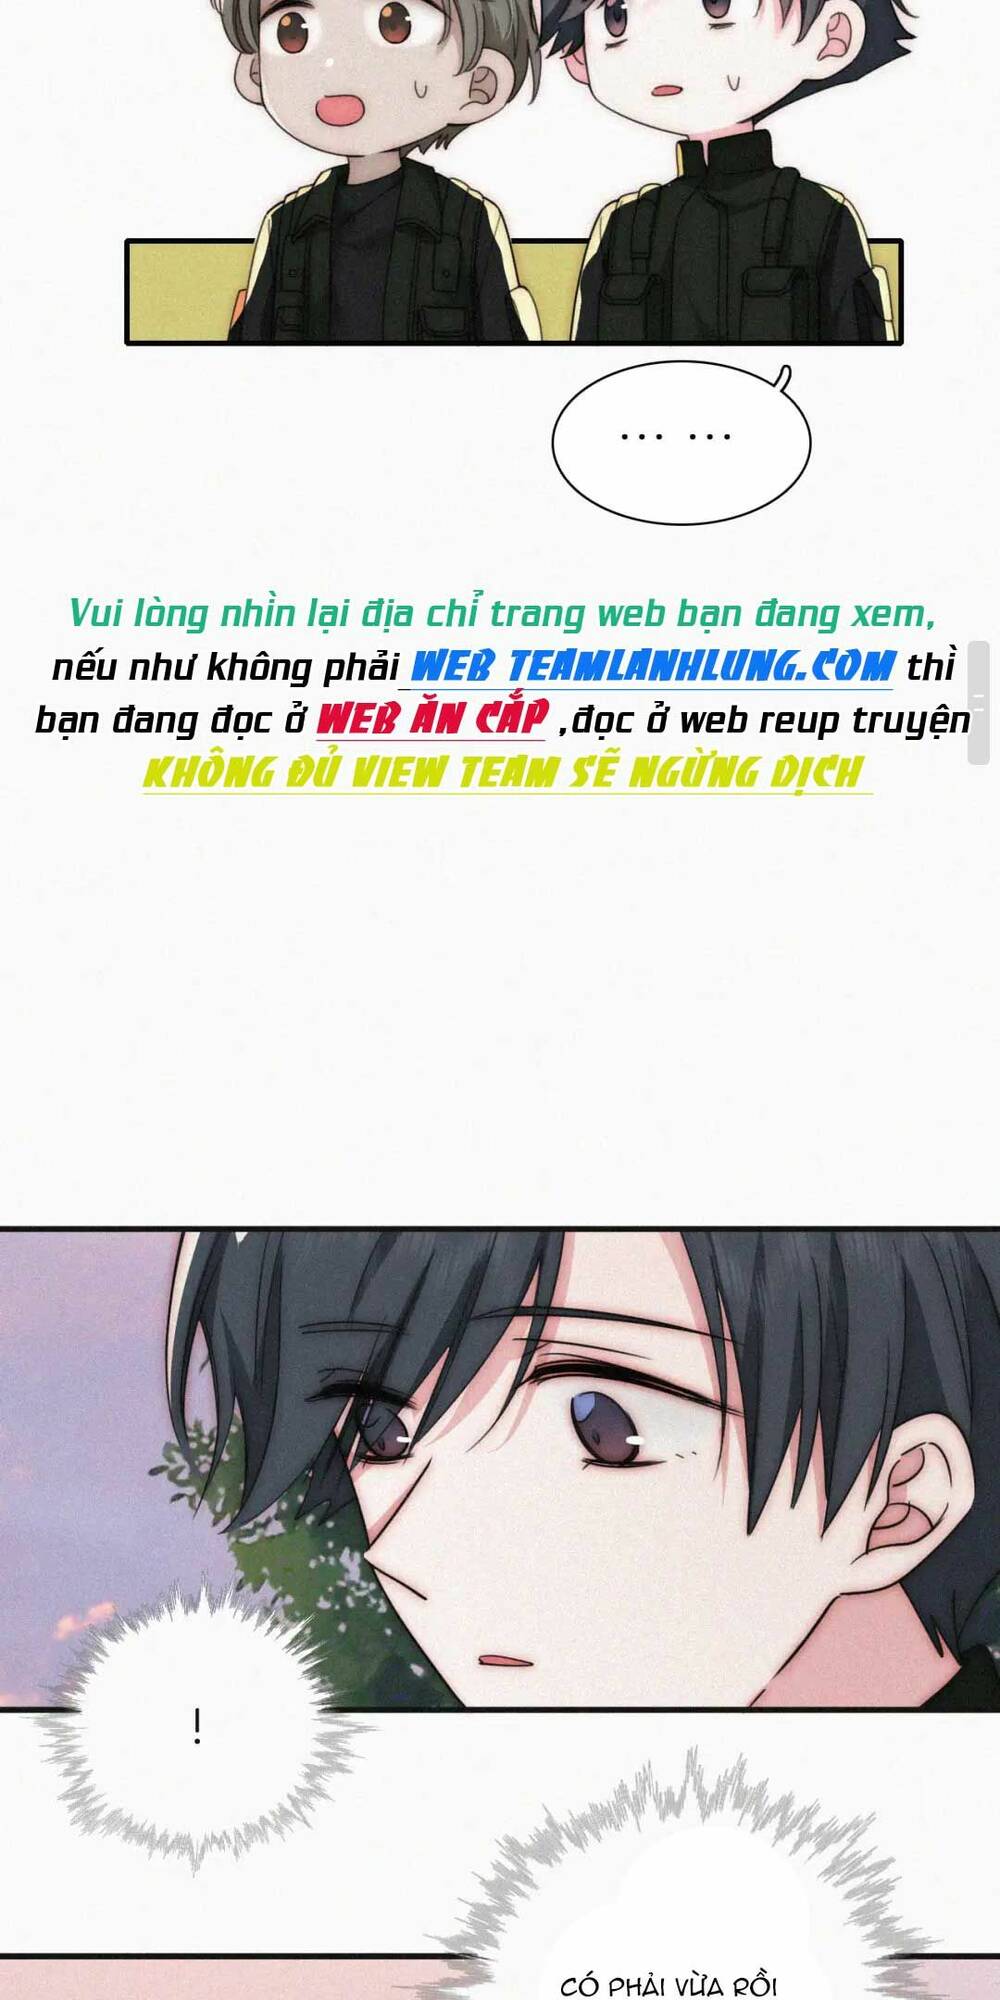 ... ...
Vui lòng nhìn lại địa chỉ trang web bạn đang xem,
nếu như không phải WEB TEAMLANHLUNG.COM thì
bạn đang đọc ở WEB ĂN CẮP ,đọc ở web reup truyện
KHÔNG ĐỦ VIEW TEAM SẼ NGỪNG DỊCH
!
CÓ PHẢI VỪA RỒI